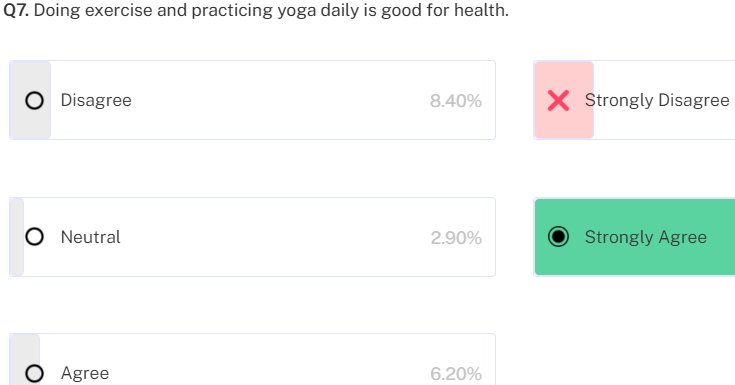 Q7. Doing exercise and practicing yoga daily is good for health.
Disagree 8.40%
Strongly Disagree
Neutral 2.90%
Strongly Agree
Agree 6.20%